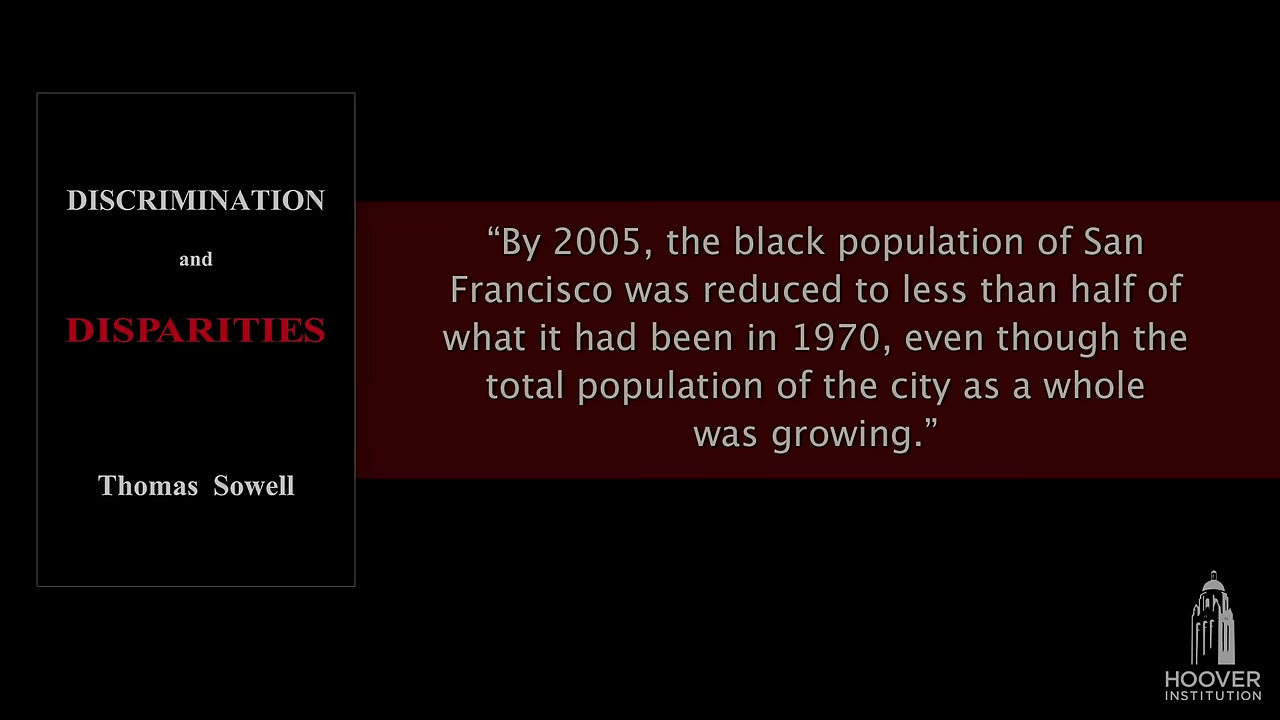 DISCRIMINATION
and
DISPARITIES
Thomas Sowell
“By 2005, the black population of San
Francisco was reduced to less than half of
what it had been in 1970, even though the
total population of the city as a whole
was growing.”
HOOVER
INSTITUTION